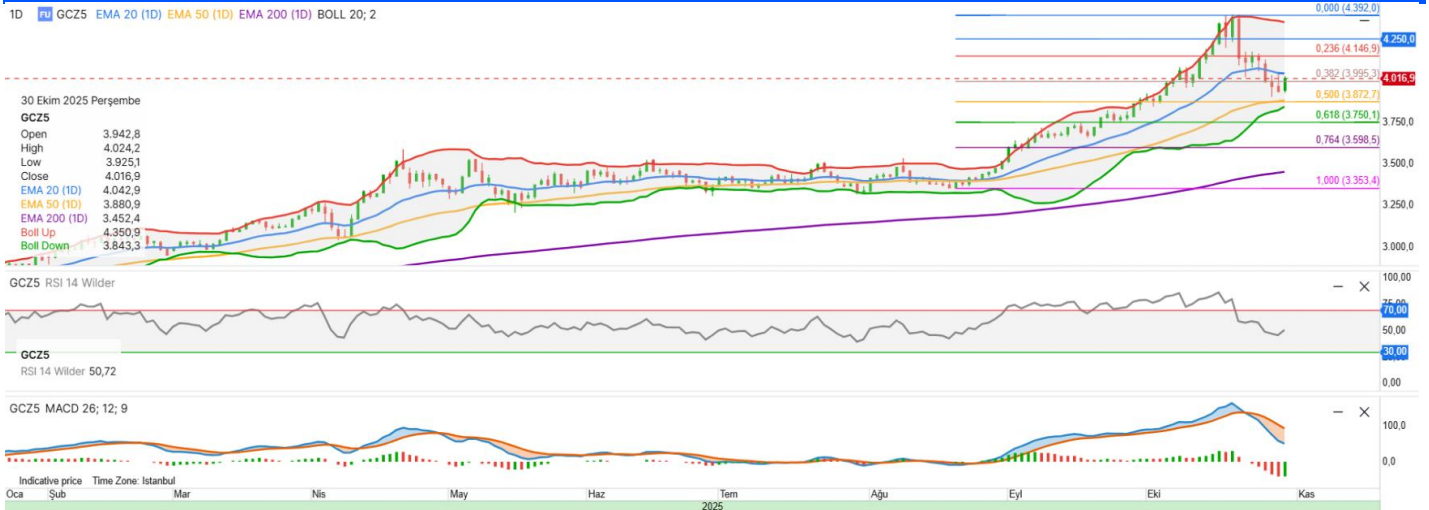 1D FU GCZ5 EMA 20 (1D) EMA 50 (1D) EMA 200 (1D) BOLL 20; 2
0,000 (4.392,0)
4.250,0
0,236 (4.146,9)
0,382 (3.995,3)
4.016,9
0,500 (3.872,7)
0,618 (3.750,1)
3.750,0
0,764 (3.598,5)
3.500,0
1,000 (3.353,4)
3.250,0
3.000,0
30 Ekim 2025 Perşembe
GCZ5
Open 3.942,8
High 4.024,2
Low 3.925,1
Close 4.016,9
EMA 20 (1D) 4.042,9
EMA 50 (1D) 3.880,9
EMA 200 (1D) 3.452,4
Boll Up 4.350,9
Boll Down 3.843,3
GCZ5 RSI 14 Wilder
100,00
75,00
70,00
50,00
30,00
0,00
GCZ5
RSI 14 Wilder 50,72
GCZ5 MACD 26; 12; 9
100,0
0,0
Indicative price Time Zone: Istanbul
Oca Şub Mar Nis May Haz Tem Ağu Eyl Eki Kas
2025